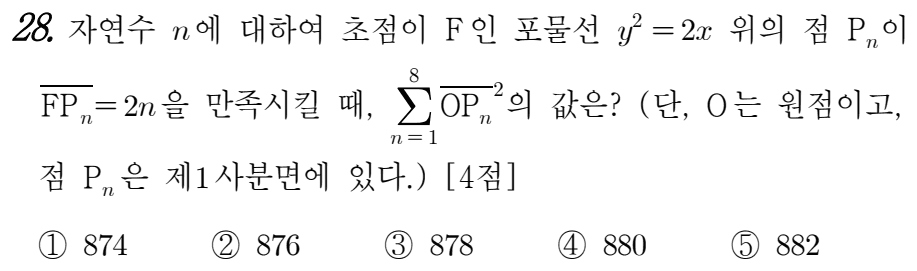 28. 자연수 n에 대하여 초점이 F인 포물선 y² = 2x 위의 점 Pₙ이
F̅P̅ₙ = 2n을 만족시킬 때, ∑ₙ₌₁⁸ O̅P̅ₙ²의 값은? (단, O는 원점이고,
점 Pₙ은 제1사분면에 있다.) [4점]
① 874 ② 876 ③ 878 ④ 880 ⑤ 882